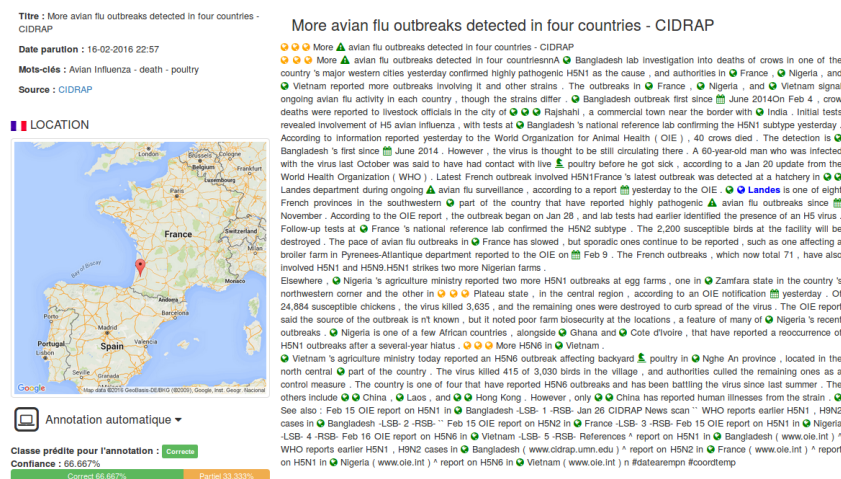 Titre : More avian flu outbreaks detected in four countries -
CIDRAP
Date parution : 16-02-2016 22:57
Mots-clés : Avian Influenza - death - poultry
Source : CIDRAP
LOCATION
London
Brussels
Belgium
Cologne
Frankfurt
Luxembourg
Paris
France
Switzerland
Milan
Bay of Biscay
Monaco
Andorra
Barcelona
Porto
Madrid
Portugal
Spain
Valencia
Lisbon
Seville
Granada
Google
Map data ©2016 GeoBasis-DE/BKG (©2009), Google, Inst. Geogr. Nacional
Annotation automatique
Classe prédite pour l'annotation : Correcte
Confiance : 66.667%
Correct 66.667% Partiel 33.333%
More avian flu outbreaks detected in four countries - CIDRAP
More avian flu outbreaks detected in four countries - CIDRAP
More avian flu outbreaks detected in four countriesnnA Bangladesh lab investigation into deaths of crows in one of the
country 's major western cities yesterday confirmed highly pathogenic H5N1 as the cause , and authorities in France , Nigeria , and
Vietnam reported more outbreaks involving it and other strains . The outbreaks in France , Nigeria , and Vietnam signal
ongoing avian flu activity in each country , though the strains differ . Bangladesh outbreak first since June 2014On Feb 4 , crow
deaths were reported to livestock officials in the city of Rajshahi , a commercial town near the border with India . Initial tests
revealed involvement of H5 avian influenza , with tests at Bangladesh 's national reference lab confirming the H5N1 subtype yesterday .
According to information reported yesterday to the World Organization for Animal Health ( OIE ) , 40 crows died . The detection is
Bangladesh 's first since June 2014 . However , the virus is thought to be still circulating there . A 60-year-old man who was infected
with the virus last October was said to have had contact with live poultry before he got sick , according to a Jan 20 update from the
World Health Organization ( WHO ) . Latest French outbreak involved H5N1France 's latest outbreak was detected at a hatchery in
Landes department during ongoing avian flu surveillance , according to a report yesterday to the OIE . Landes is one of eight
French provinces in the southwestern part of the country that have reported highly pathogenic avian flu outbreaks since
November . According to the OIE report , the outbreak began on Jan 28 , and lab tests had earlier identified the presence of an H5 virus .
Follow-up tests at France 's national reference lab confirmed the H5N2 subtype . The 2,200 susceptible birds at the facility will be
destroyed . The pace of avian flu outbreaks in France has slowed , but sporadic ones continue to be reported , such as one affecting a
broiler farm in Pyrenees-Atlantique department reported to the OIE on Feb 9 . The French outbreaks , which now total 71 , have also
involved H5N1 and H5N9.H5N1 strikes two more Nigerian farms .
Elsewhere , Nigeria 's agriculture ministry reported two more H5N1 outbreaks at egg farms , one in Zamfara state in the country 's
northwestern corner and the other in Plateau state , in the central region , according to an OIE notification yesterday . Of
24,884 susceptible chickens , the virus killed 3,635 , and the remaining ones were destroyed to curb spread of the virus . The OIE report
said the source of the outbreak is n't known , but it noted poor farm biosecurity at the locations , a feature of many of Nigeria 's recent
outbreaks . Nigeria is one of a few African countries , alongside Ghana and Cote d'Ivoire , that have reported a reoccurrence of
H5N1 outbreaks after a several-year hiatus . More H5N6 in Vietnam .
Vietnam 's agriculture ministry today reported an H5N6 outbreak affecting backyard poultry in Nghe An province , located in the
north central part of the country . The virus killed 415 of 3,030 birds in the village , and authorities culled the remaining ones as a
control measure . The country is one of four that have reported H5N6 outbreaks and has been battling the virus since last summer . The
others include China , Laos , and Hong Kong . However , only China has reported human illnesses from the strain .
See also : Feb 15 OIE report on H5N1 in Bangladesh -LSB- 1 -RSB- Jan 26 CIDRAP News scan `` WHO reports earlier H5N1 , H9N2
cases in Bangladesh -LSB- 2 -RSB- `` Feb 15 OIE report on H5N2 in France -LSB- 3 -RSB- Feb 15 OIE report on H5N1 in Nigeria
-LSB- 4 -RSB- Feb 16 OIE report on H5N6 in Vietnam -LSB- 5 -RSB- References ^ report on H5N1 in Bangladesh ( www.oie.int ) ^
WHO reports earlier H5N1 , H9N2 cases in Bangladesh ( www.cidrap.umn.edu ) ^ report on H5N2 in France ( www.oie.int ) ^ report
on H5N1 in Nigeria ( www.oie.int ) ^ report on H5N6 in Vietnam ( www.oie.int ) n #datearempn #coordtemp